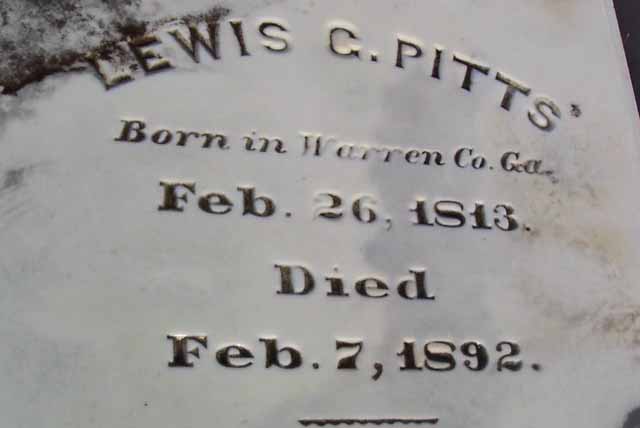 LEWIS G. PITTS
Born in Warren Co. Ga.
Feb. 26, 1813.
Died
Feb. 7, 1892.